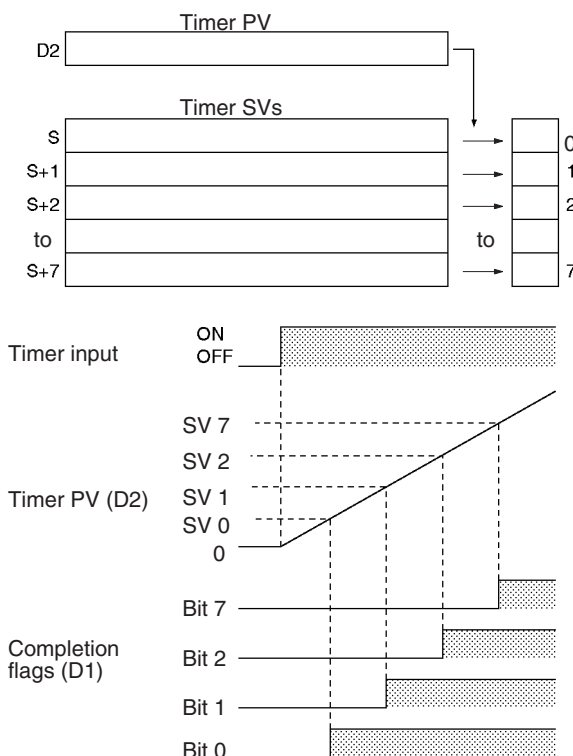 Timer PV
D2
Timer SVs
S
0
S+1
1
S+2
2
to
to
S+7
7
Timer input
ON
OFF
Timer PV (D2)
SV 7
SV 2
SV 1
SV 0
0
Completion
flags (D1)
Bit 7
Bit 2
Bit 1
Bit 0